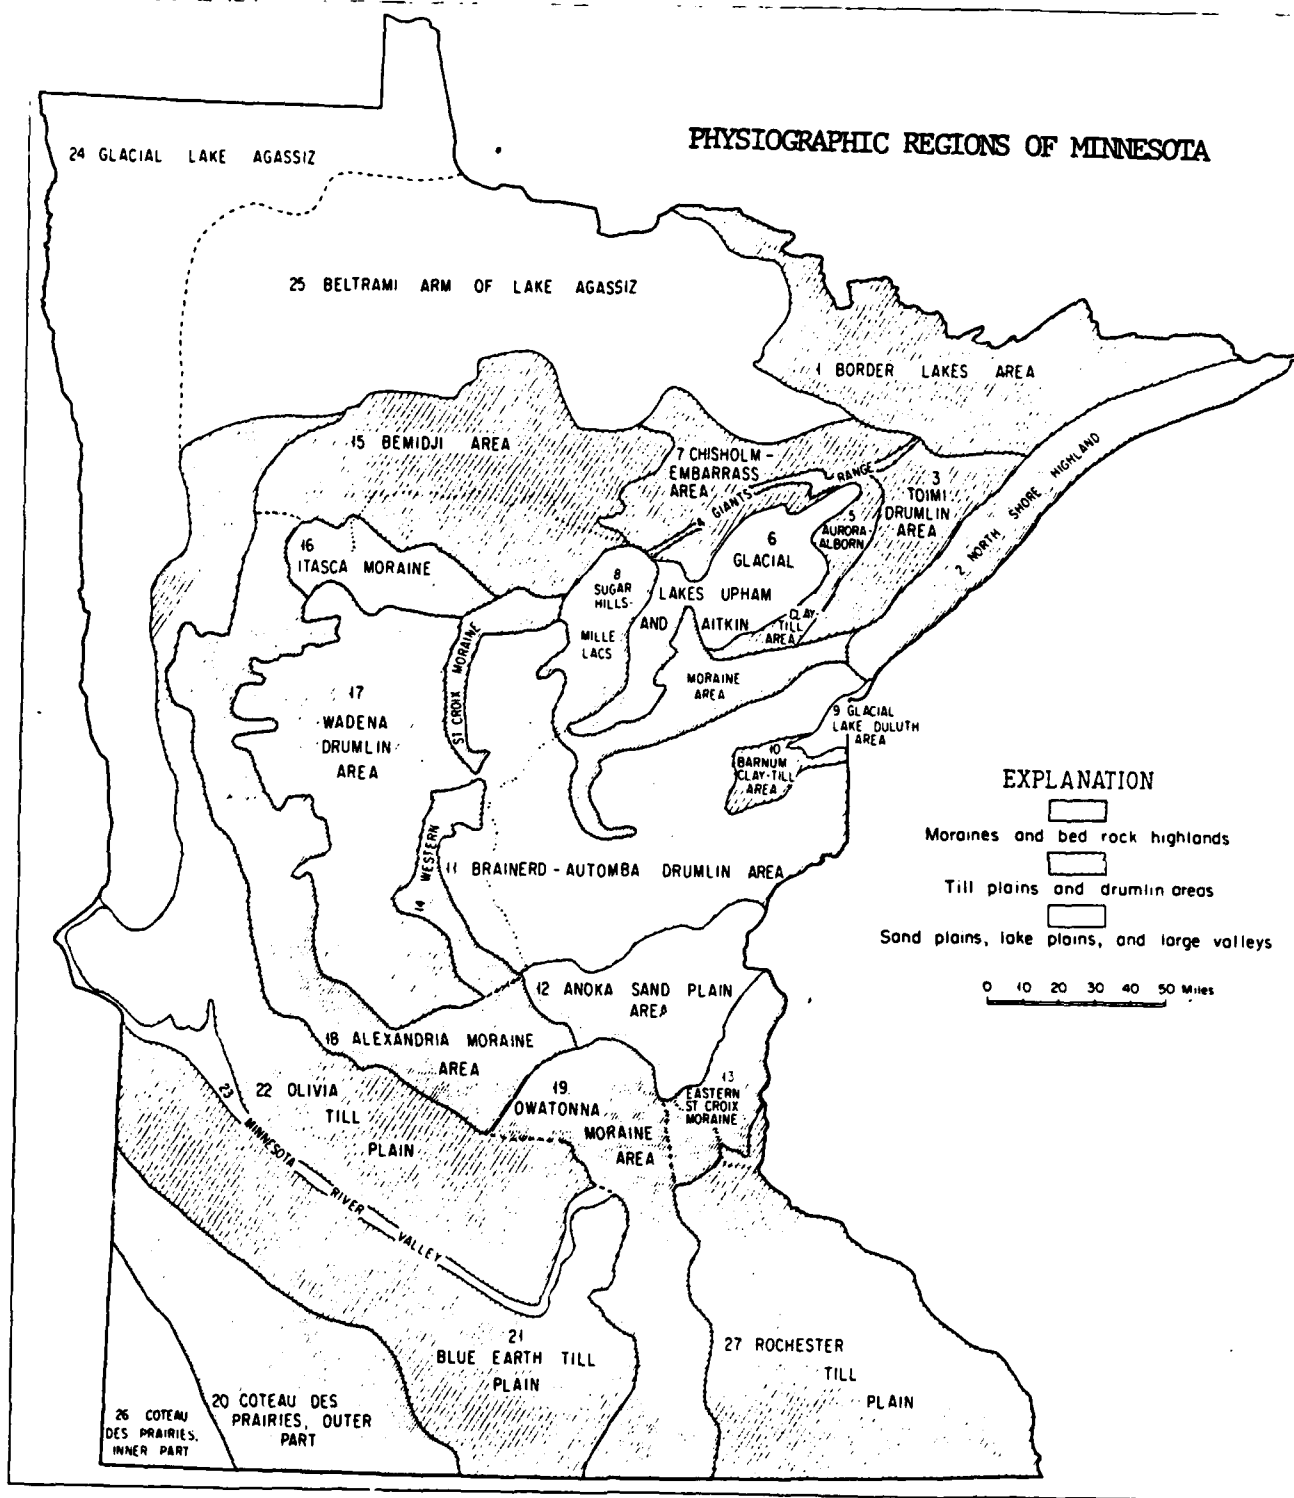 PHYSIOGRAPHIC REGIONS OF MINNESOTA
24 GLACIAL LAKE AGASSIZ
25 BELTRAMI ARM OF LAKE AGASSIZ
1 BORDER LAKES AREA
15 BEMIDJI AREA
7 CHISHOLM-
EMBARRASS
AREA
4 GIANTS RANGE
3
TOIMI
DRUMLIN
AREA
2 NORTH SHORE HIGHLAND
5
AURORA-
ALBORN
CLAY-
TILL
AREA
6
GLACIAL
LAKES UPHAM
AND AITKIN
16
ITASCA MORAINE
8
SUGAR
HILLS-
MILLE
LACS
MORAINE
AREA
ST CROIX MORAINE
17
WADENA
DRUMLIN
AREA
9 GLACIAL
LAKE DULUTH
AREA
10
BARNUM
CLAY-TILL
AREA
14 WESTERN
11 BRAINERD - AUTOMBA DRUMLIN AREA
12 ANOKA SAND PLAIN
AREA
18 ALEXANDRIA MORAINE
AREA
13
EASTERN
ST CROIX
MORAINE
19
OWATONNA
MORAINE
AREA
22 OLIVIA
TILL
PLAIN
23 MINNESOTA RIVER VALLEY
21
BLUE EARTH TILL
PLAIN
27 ROCHESTER
TILL
PLAIN
20 COTEAU DES
PRAIRIES, OUTER
PART
26 COTEAU
DES PRAIRIES,
INNER PART
EXPLANATION
Moraines and bed rock highlands
Till plains and drumlin areas
Sand plains, lake plains, and large valleys
0 10 20 30 40 50 Miles